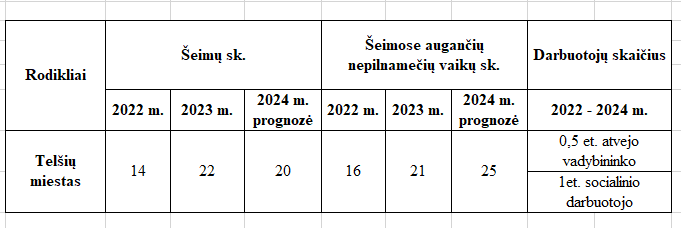 Rodikliai
Šeimų sk.
Šeimose augančių
nepilnamečių vaikų sk.
Darbuotojų skaičius
2022 m.
2023 m.
2024 m.
prognozė
2022 m.
2023 m.
2024 m.
prognozė
2022 - 2024 m.
Telšių
miestas
14
22
20
16
21
25
0,5 et. atvejo
vadybininko
1et. socialinio
darbuotojo